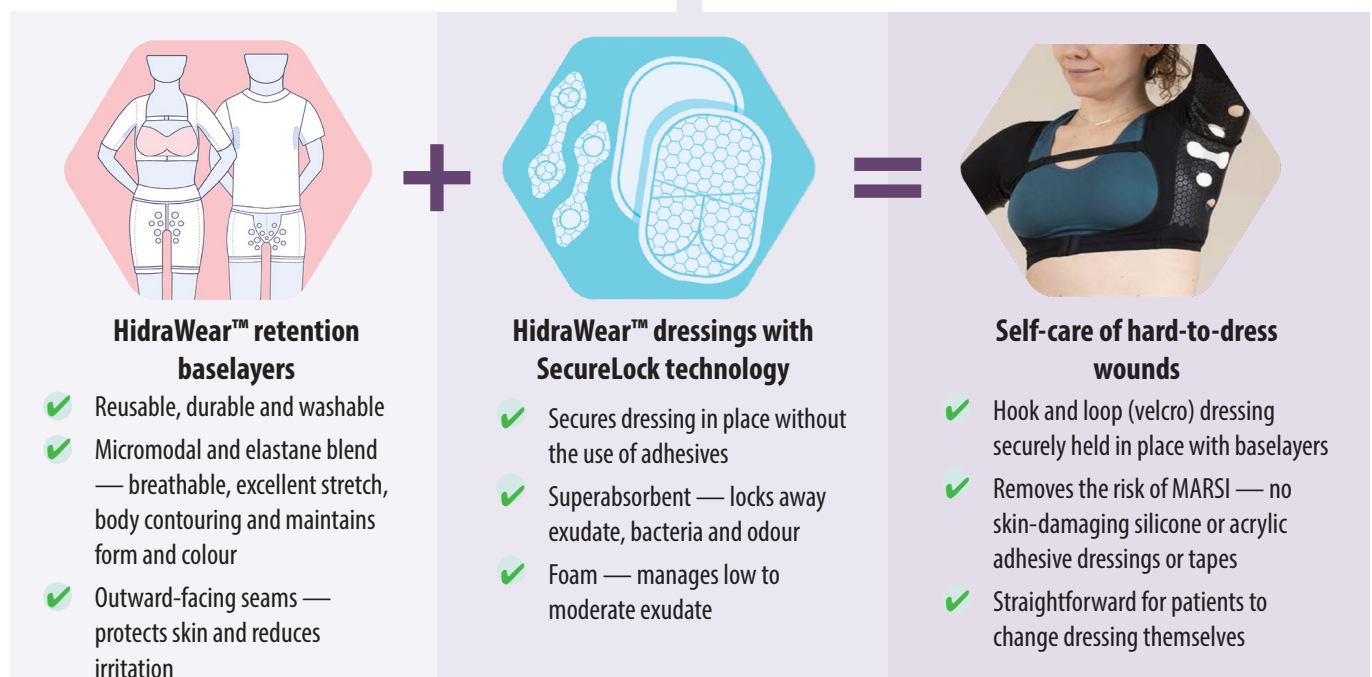 HidraWear™ retention
baselayers
✔ Reusable, durable and washable
✔ Micromodal and elastane blend
— breathable, excellent stretch,
body contouring and maintains
form and colour
✔ Outward-facing seams —
protects skin and reduces
irritation
+
HidraWear™ dressings with
SecureLock technology
✔ Secures dressing in place without
the use of adhesives
✔ Superabsorbent — locks away
exudate, bacteria and odour
✔ Foam — manages low to
moderate exudate
=
Self-care of hard-to-dress
wounds
✔ Hook and loop (velcro) dressing
securely held in place with baselayers
✔ Removes the risk of MARSI — no
skin-damaging silicone or acrylic
adhesive dressings or tapes
✔ Straightforward for patients to
change dressing themselves